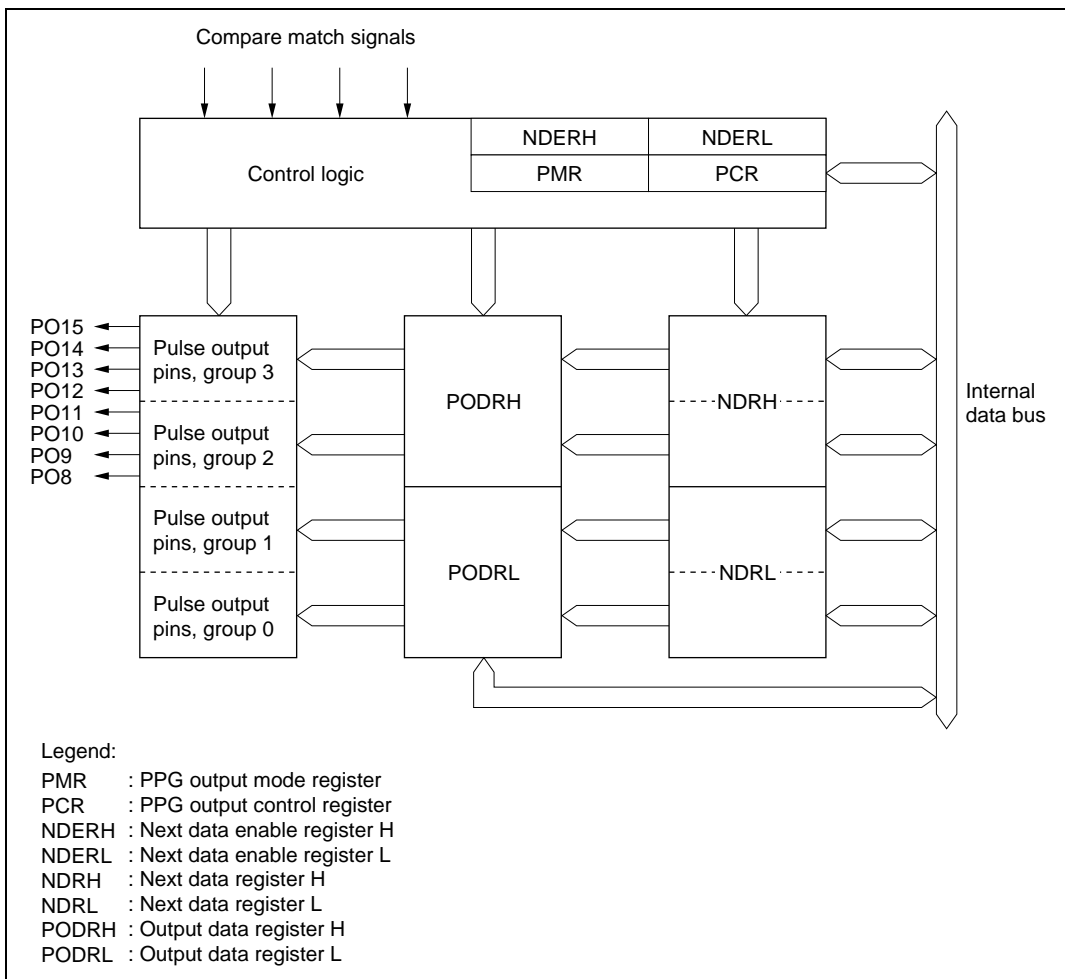 Compare match signals
NDERH
NDERL
Control logic
PMR
PCR
PO15
PO14
PO13
PO12
PO11
PO10
PO9
PO8
Pulse output
pins, group 3
Pulse output
pins, group 2
Pulse output
pins, group 1
Pulse output
pins, group 0
PODRH
PODRL
NDRH
NDRL
Internal
data bus
Legend:
PMR : PPG output mode register
PCR : PPG output control register
NDERH : Next data enable register H
NDERL : Next data enable register L
NDRH : Next data register H
NDRL : Next data register L
PODRH : Output data register H
PODRL : Output data register L